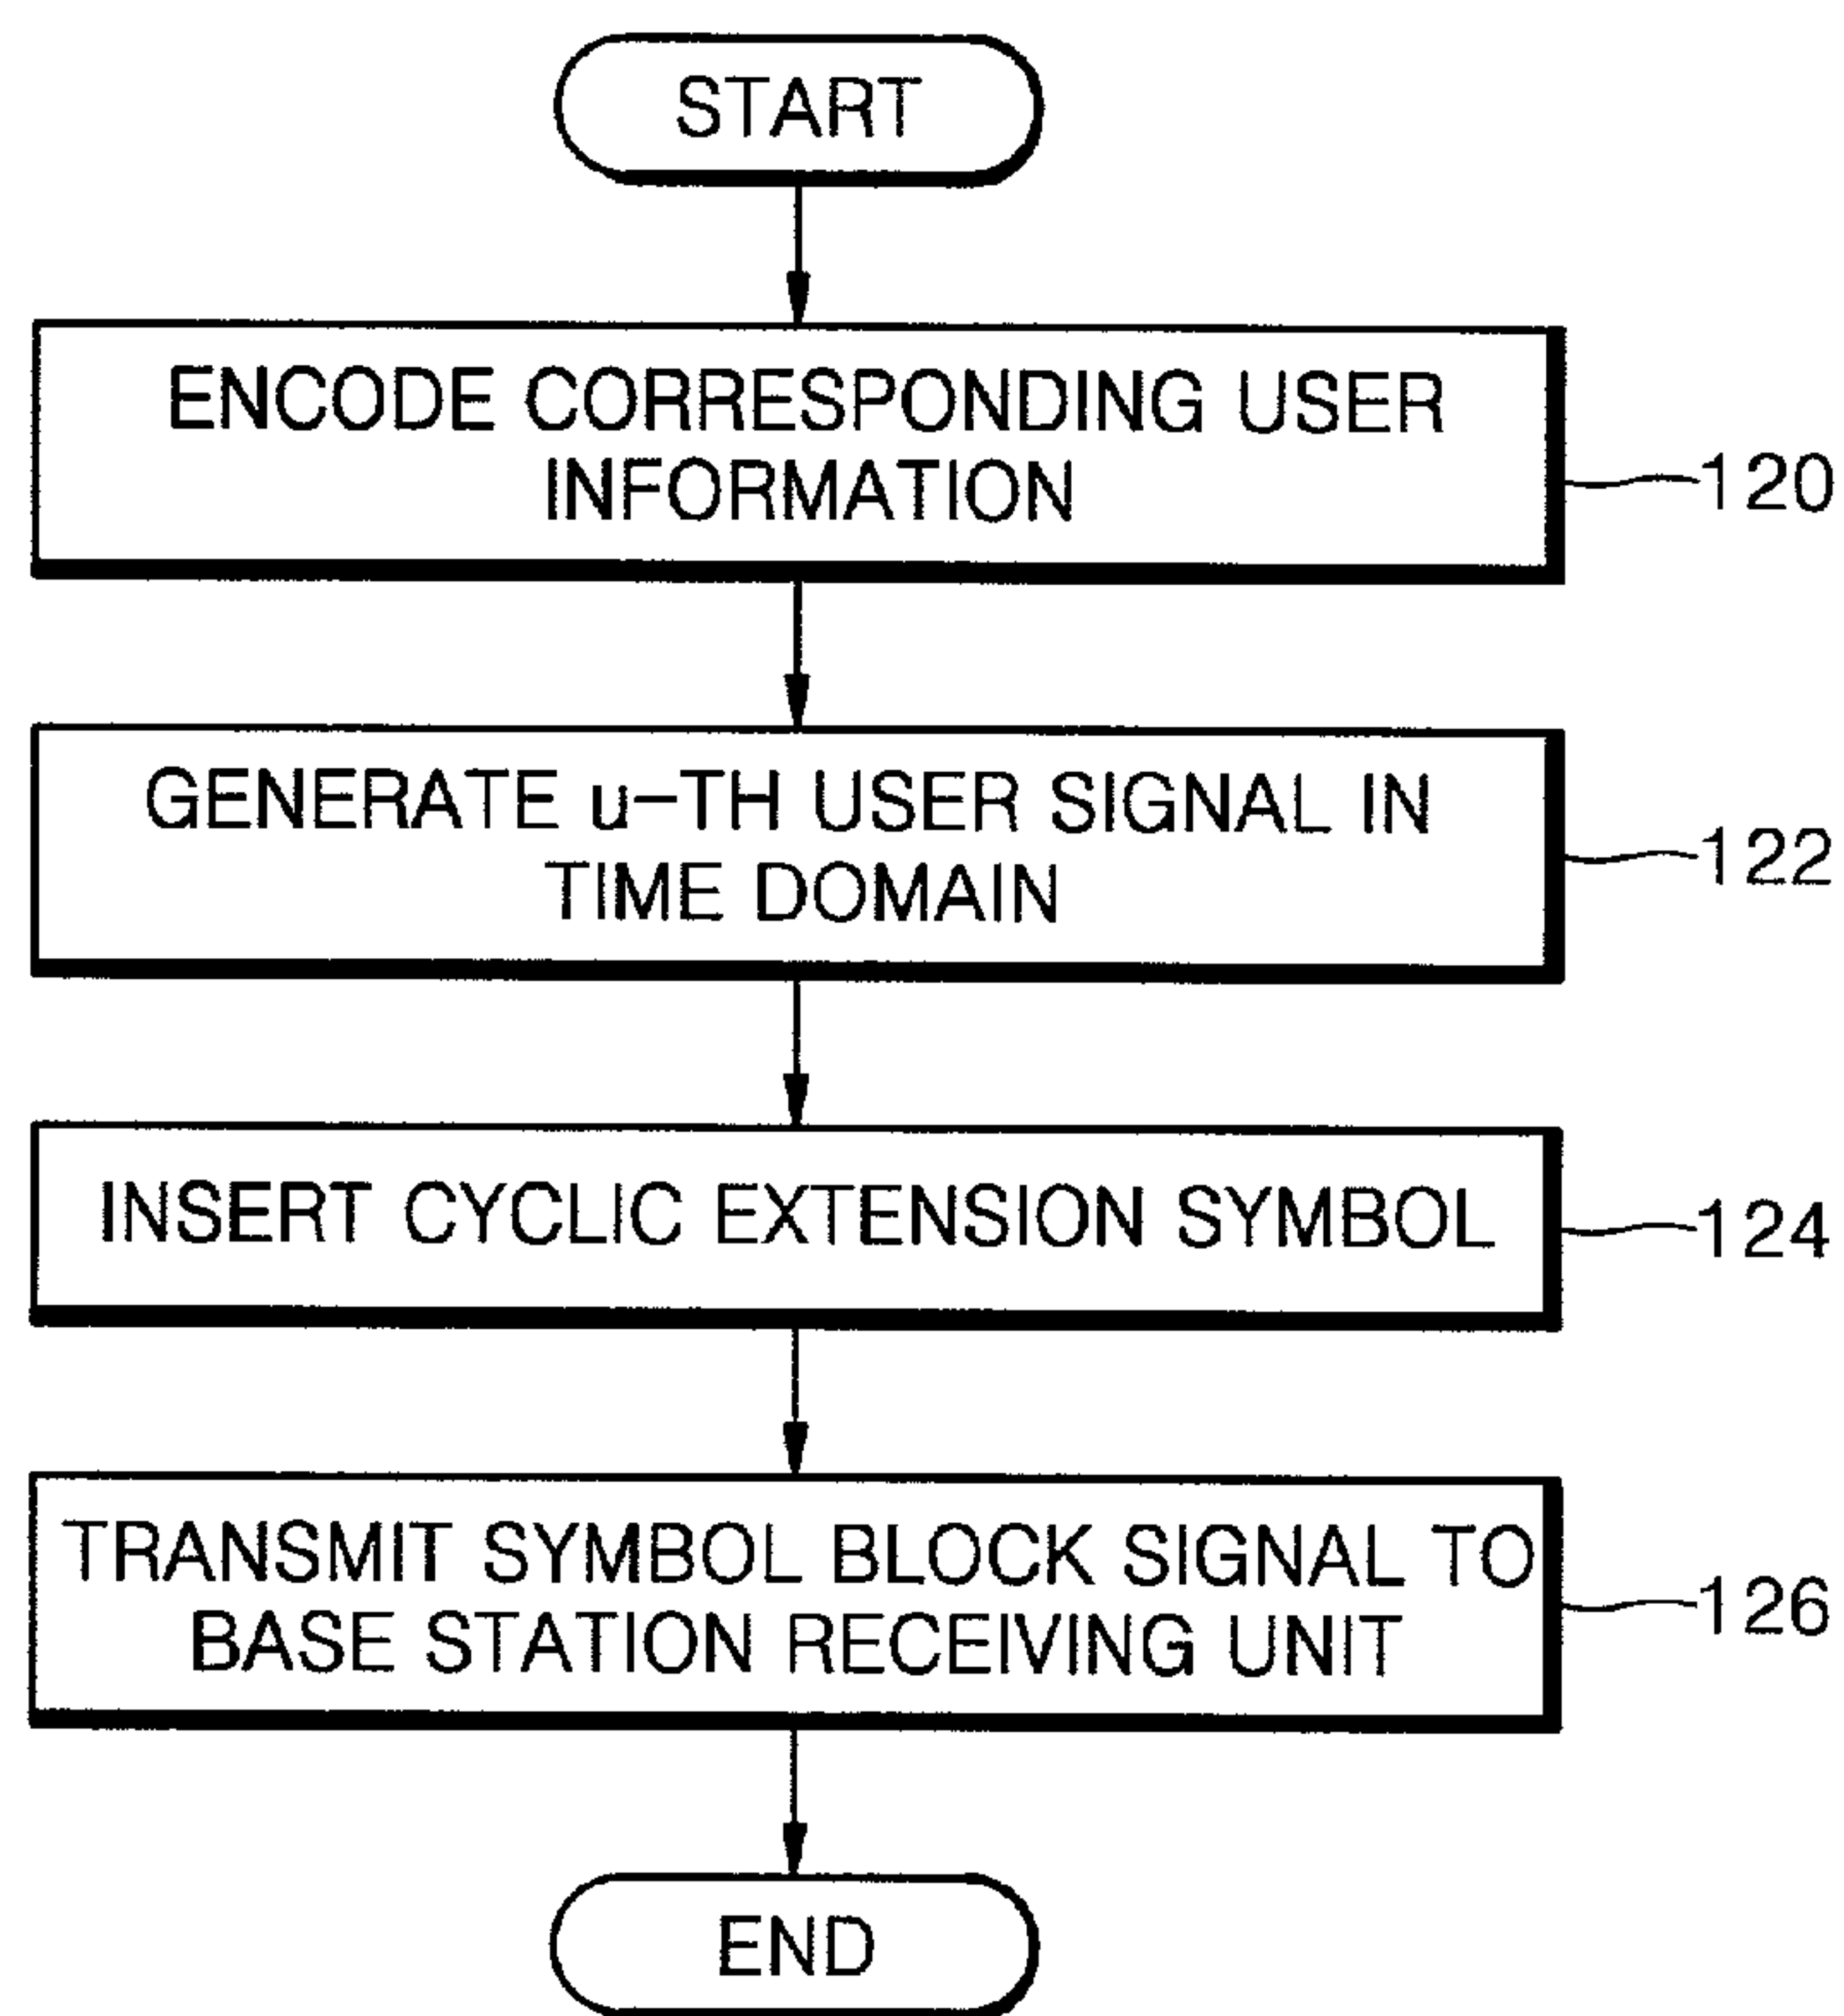 START
ENCODE CORRESPONDING USER
INFORMATION
120
GENERATE u-TH USER SIGNAL IN
TIME DOMAIN
122
INSERT CYCLIC EXTENSION SYMBOL
124
TRANSMIT SYMBOL BLOCK SIGNAL TO
BASE STATION RECEIVING UNIT
126
END